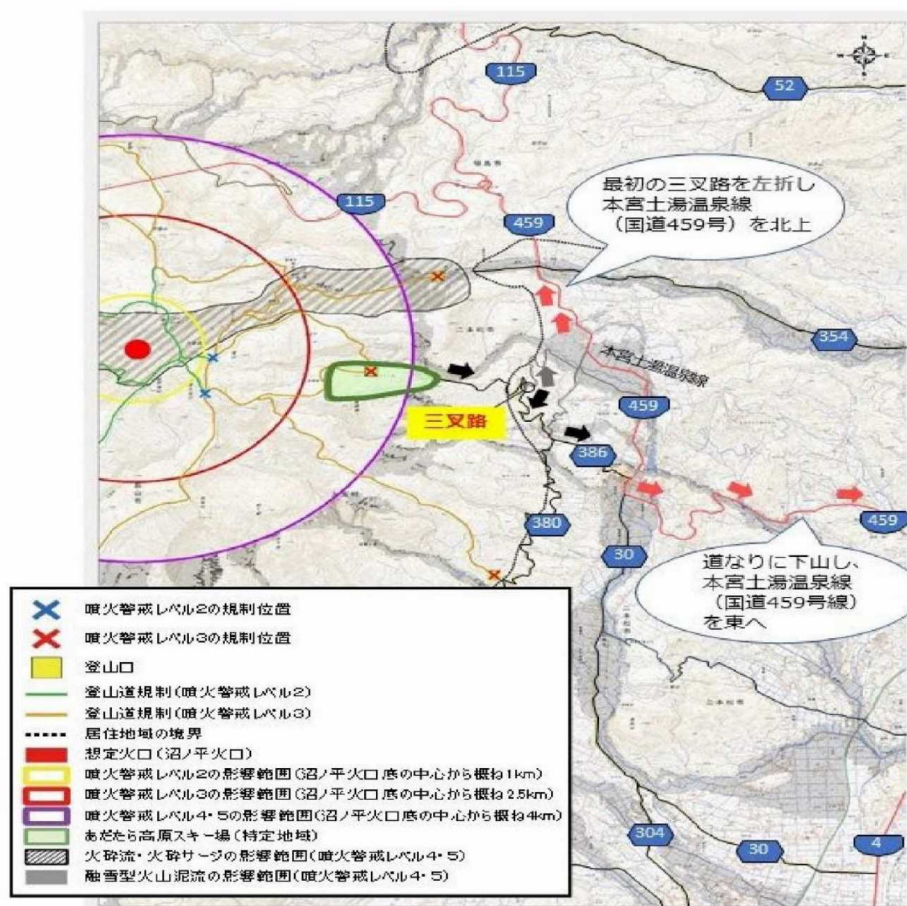 115
52
最初の三叉路を左折し
本宮土湯温泉線
（国道459号）を北上
115
459
354
本宮土湯温泉線
459
三叉路
386
459
380
30
道なりに下山し、
本宮土湯温泉線
（国道459号線）
を東へ
噴火警戒レベル2の規制位置
噴火警戒レベル3の規制位置
登山口
登山道規制(噴火警戒レベル2)
登山道規制(噴火警戒レベル3)
居住地域の境界
想定火口(沼ノ平火口)
噴火警戒レベル2の影響範囲(沼ノ平火口底の中心から概ね1km)
噴火警戒レベル3の影響範囲(沼ノ平火口底の中心から概ね2.5km)
噴火警戒レベル4・5の影響範囲(沼ノ平火口底の中心から概ね4km)
あだたら高原スキー場(特定地域)
火砕流・火砕サージの影響範囲(噴火警戒レベル4・5)
融雪型火山泥流の影響範囲(噴火警戒レベル4・5)
304
30
4